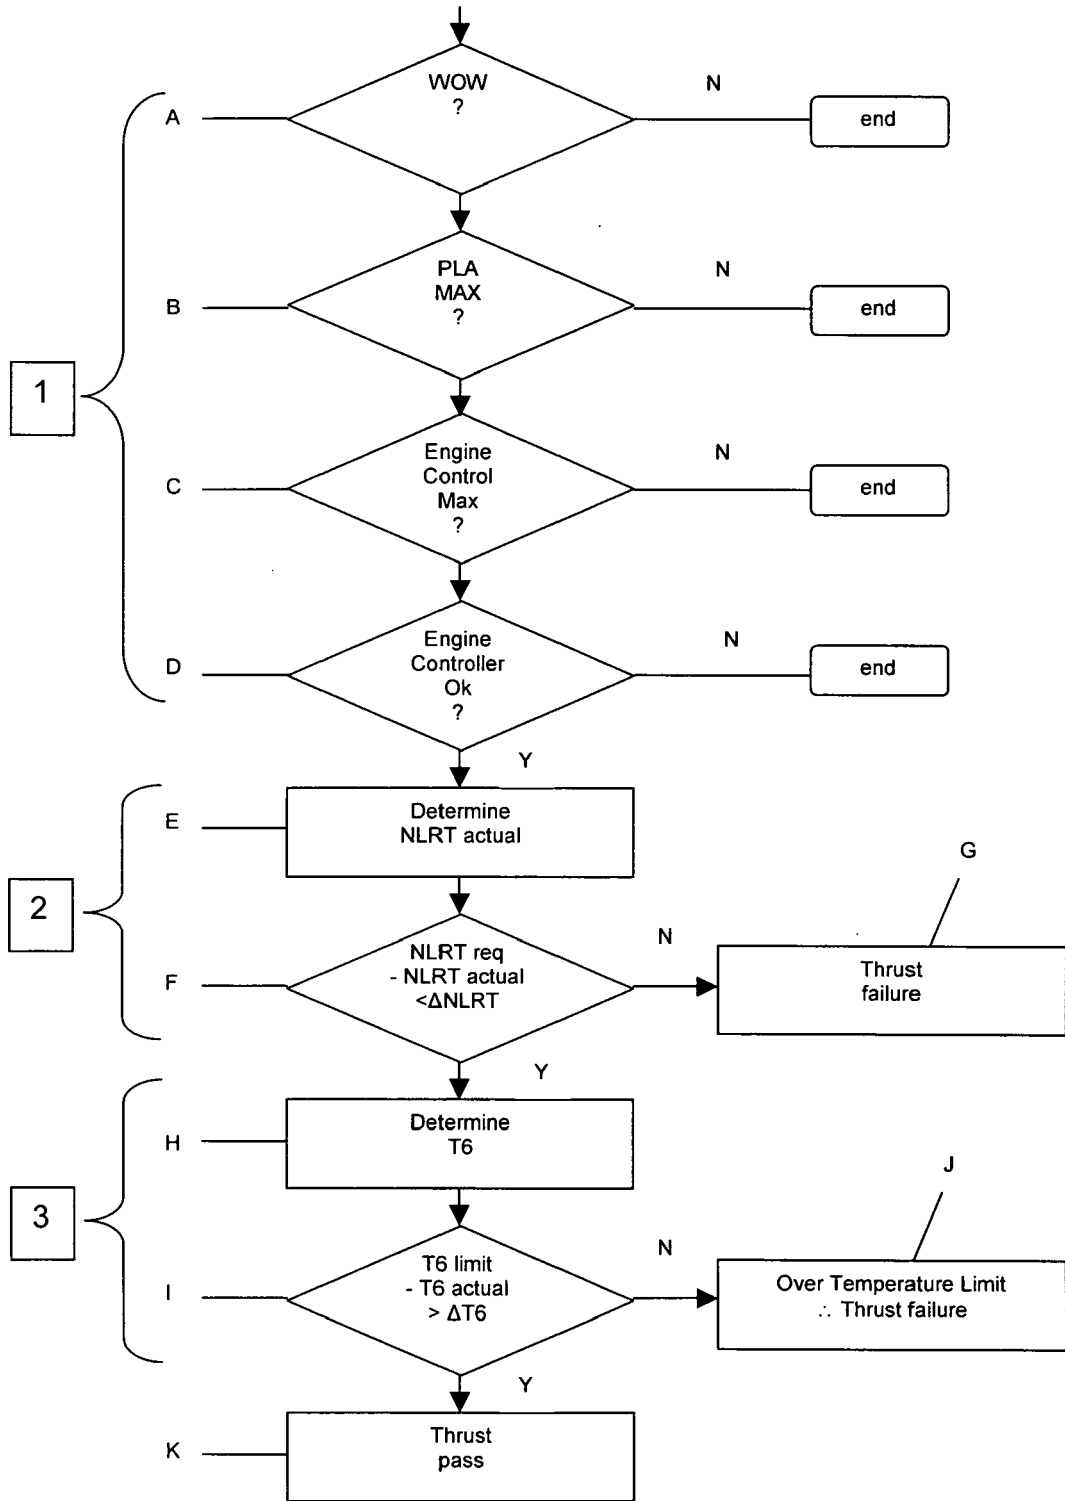 WOW
?
N
A
end
PLA
MAX
?
N
B
end
1
Engine
Control
Max
?
N
C
end
Engine
Controller
Ok
?
N
D
end
Y
E
Determine
NLRT actual
G
2
F
NLRT req
- NLRT actual
<ΔNLRT
N
Thrust
failure
Y
H
Determine
T6
J
3
I
T6 limit
- T6 actual
> ΔT6
N
Over Temperature Limit
∴ Thrust failure
Y
K
Thrust
pass